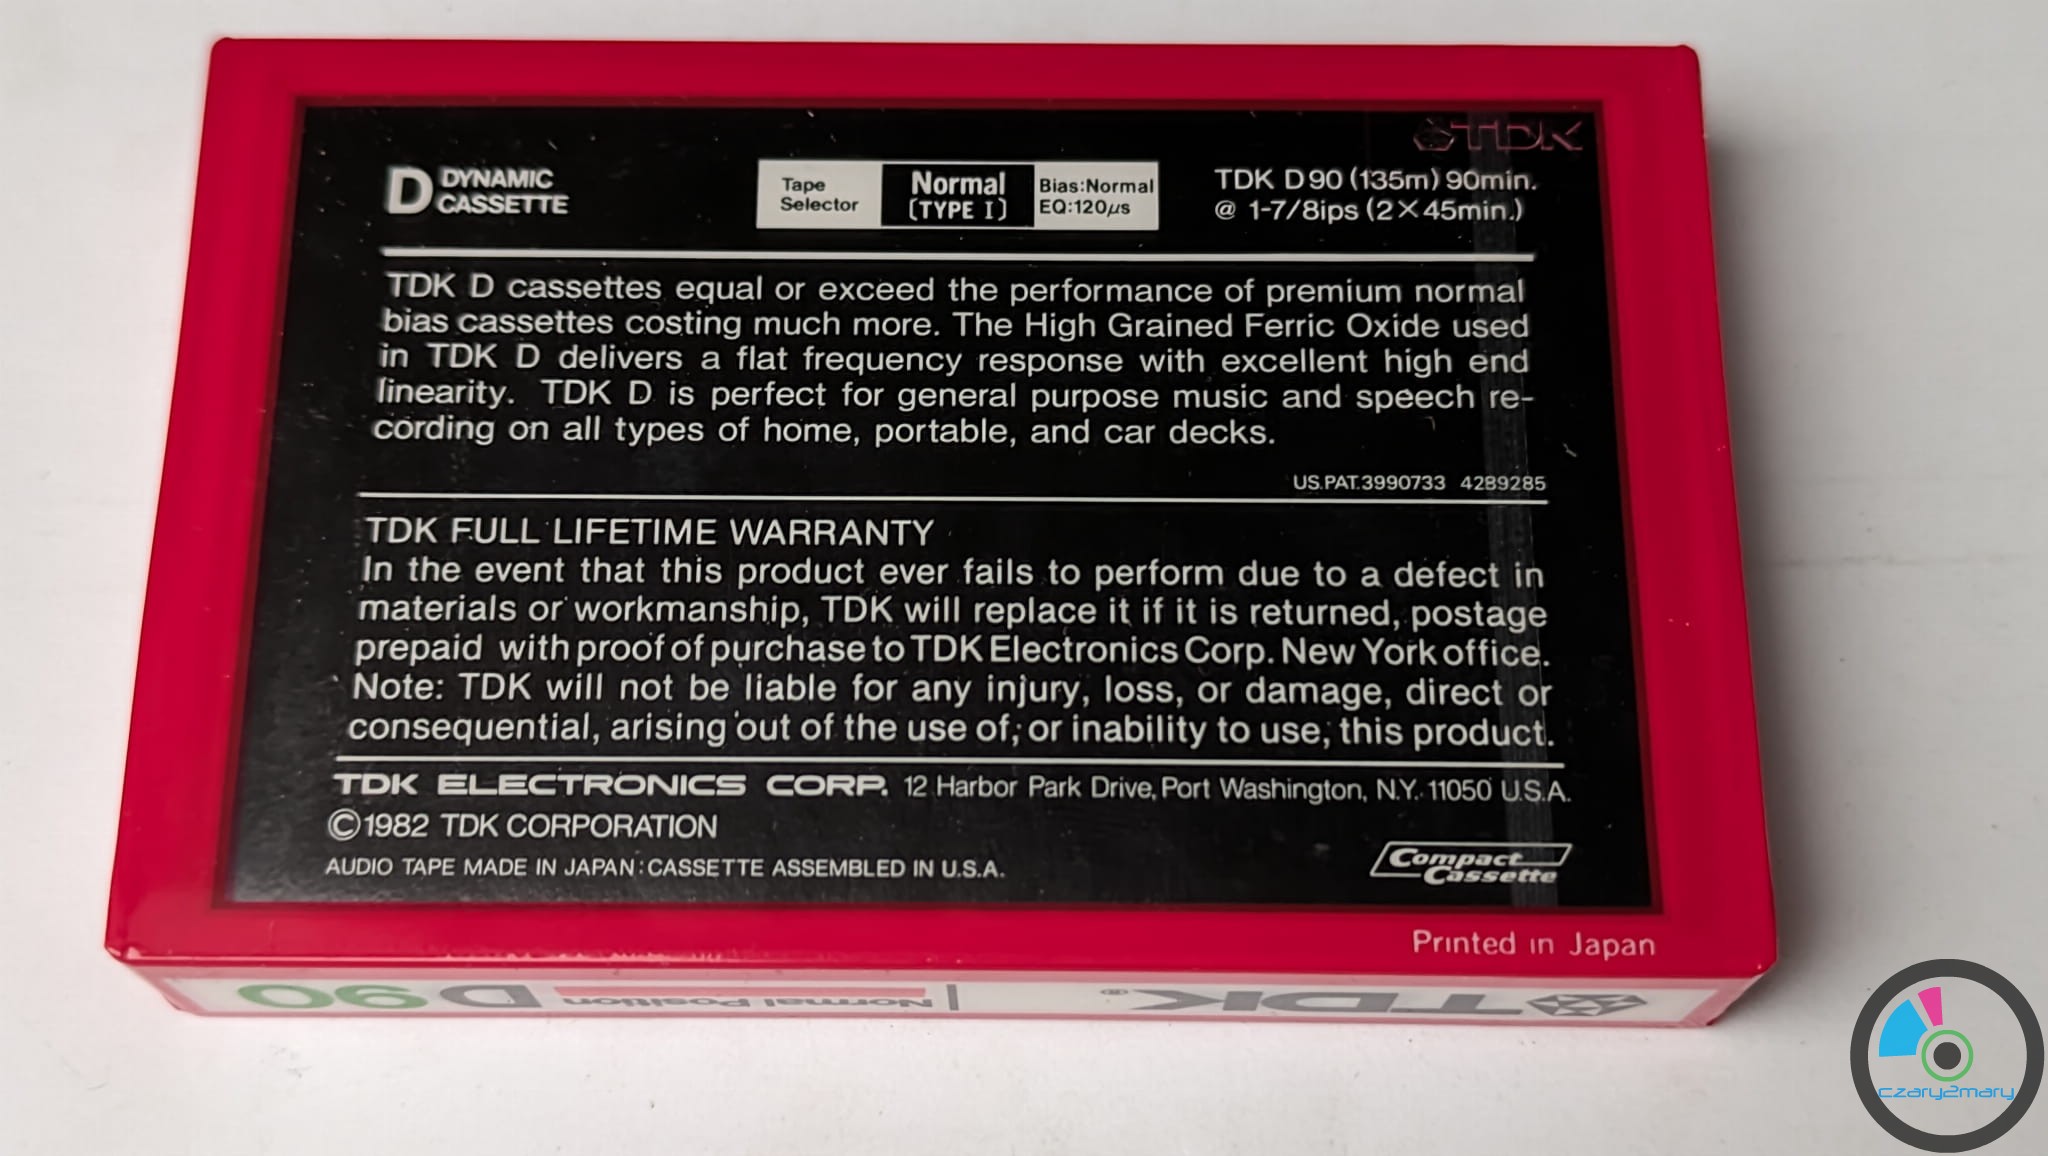 TDK
D DYNAMIC
CASSETTE
Tape
Selector
Normal
(TYPE I)
Bias:Normal
EQ:120µs
TDK D90 (135m) 90min.
@ 1-7/8ips (2×45min.)
TDK D cassettes equal or exceed the performance of premium normal
bias cassettes costing much more. The High Grained Ferric Oxide used
in TDK D delivers a flat frequency response with excellent high end
linearity. TDK D is perfect for general purpose music and speech re-
cording on all types of home, portable, and car decks.
US.PAT.3990733 4289285
TDK FULL LIFETIME WARRANTY
In the event that this product ever fails to perform due to a defect in
materials or workmanship, TDK will replace it if it is returned, postage
prepaid with proof of purchase to TDK Electronics Corp. New York office.
Note: TDK will not be liable for any injury, loss, or damage, direct or
consequential, arising out of the use of, or inability to use, this product.
TDK ELECTRONICS CORP. 12 Harbor Park Drive, Port Washington, N.Y. 11050 U.S.A.
©1982 TDK CORPORATION
AUDIO TAPE MADE IN JAPAN: CASSETTE ASSEMBLED IN U.S.A.
Compact
Cassette
Printed in Japan
TDK® | Normal Position D 90
czary2mary